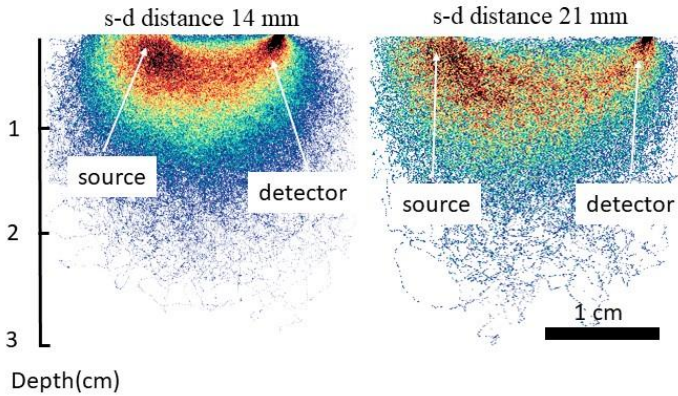 s-d distance 14 mm
s-d distance 21 mm
1
source
detector
source
detector
2
1 cm
3
Depth(cm)